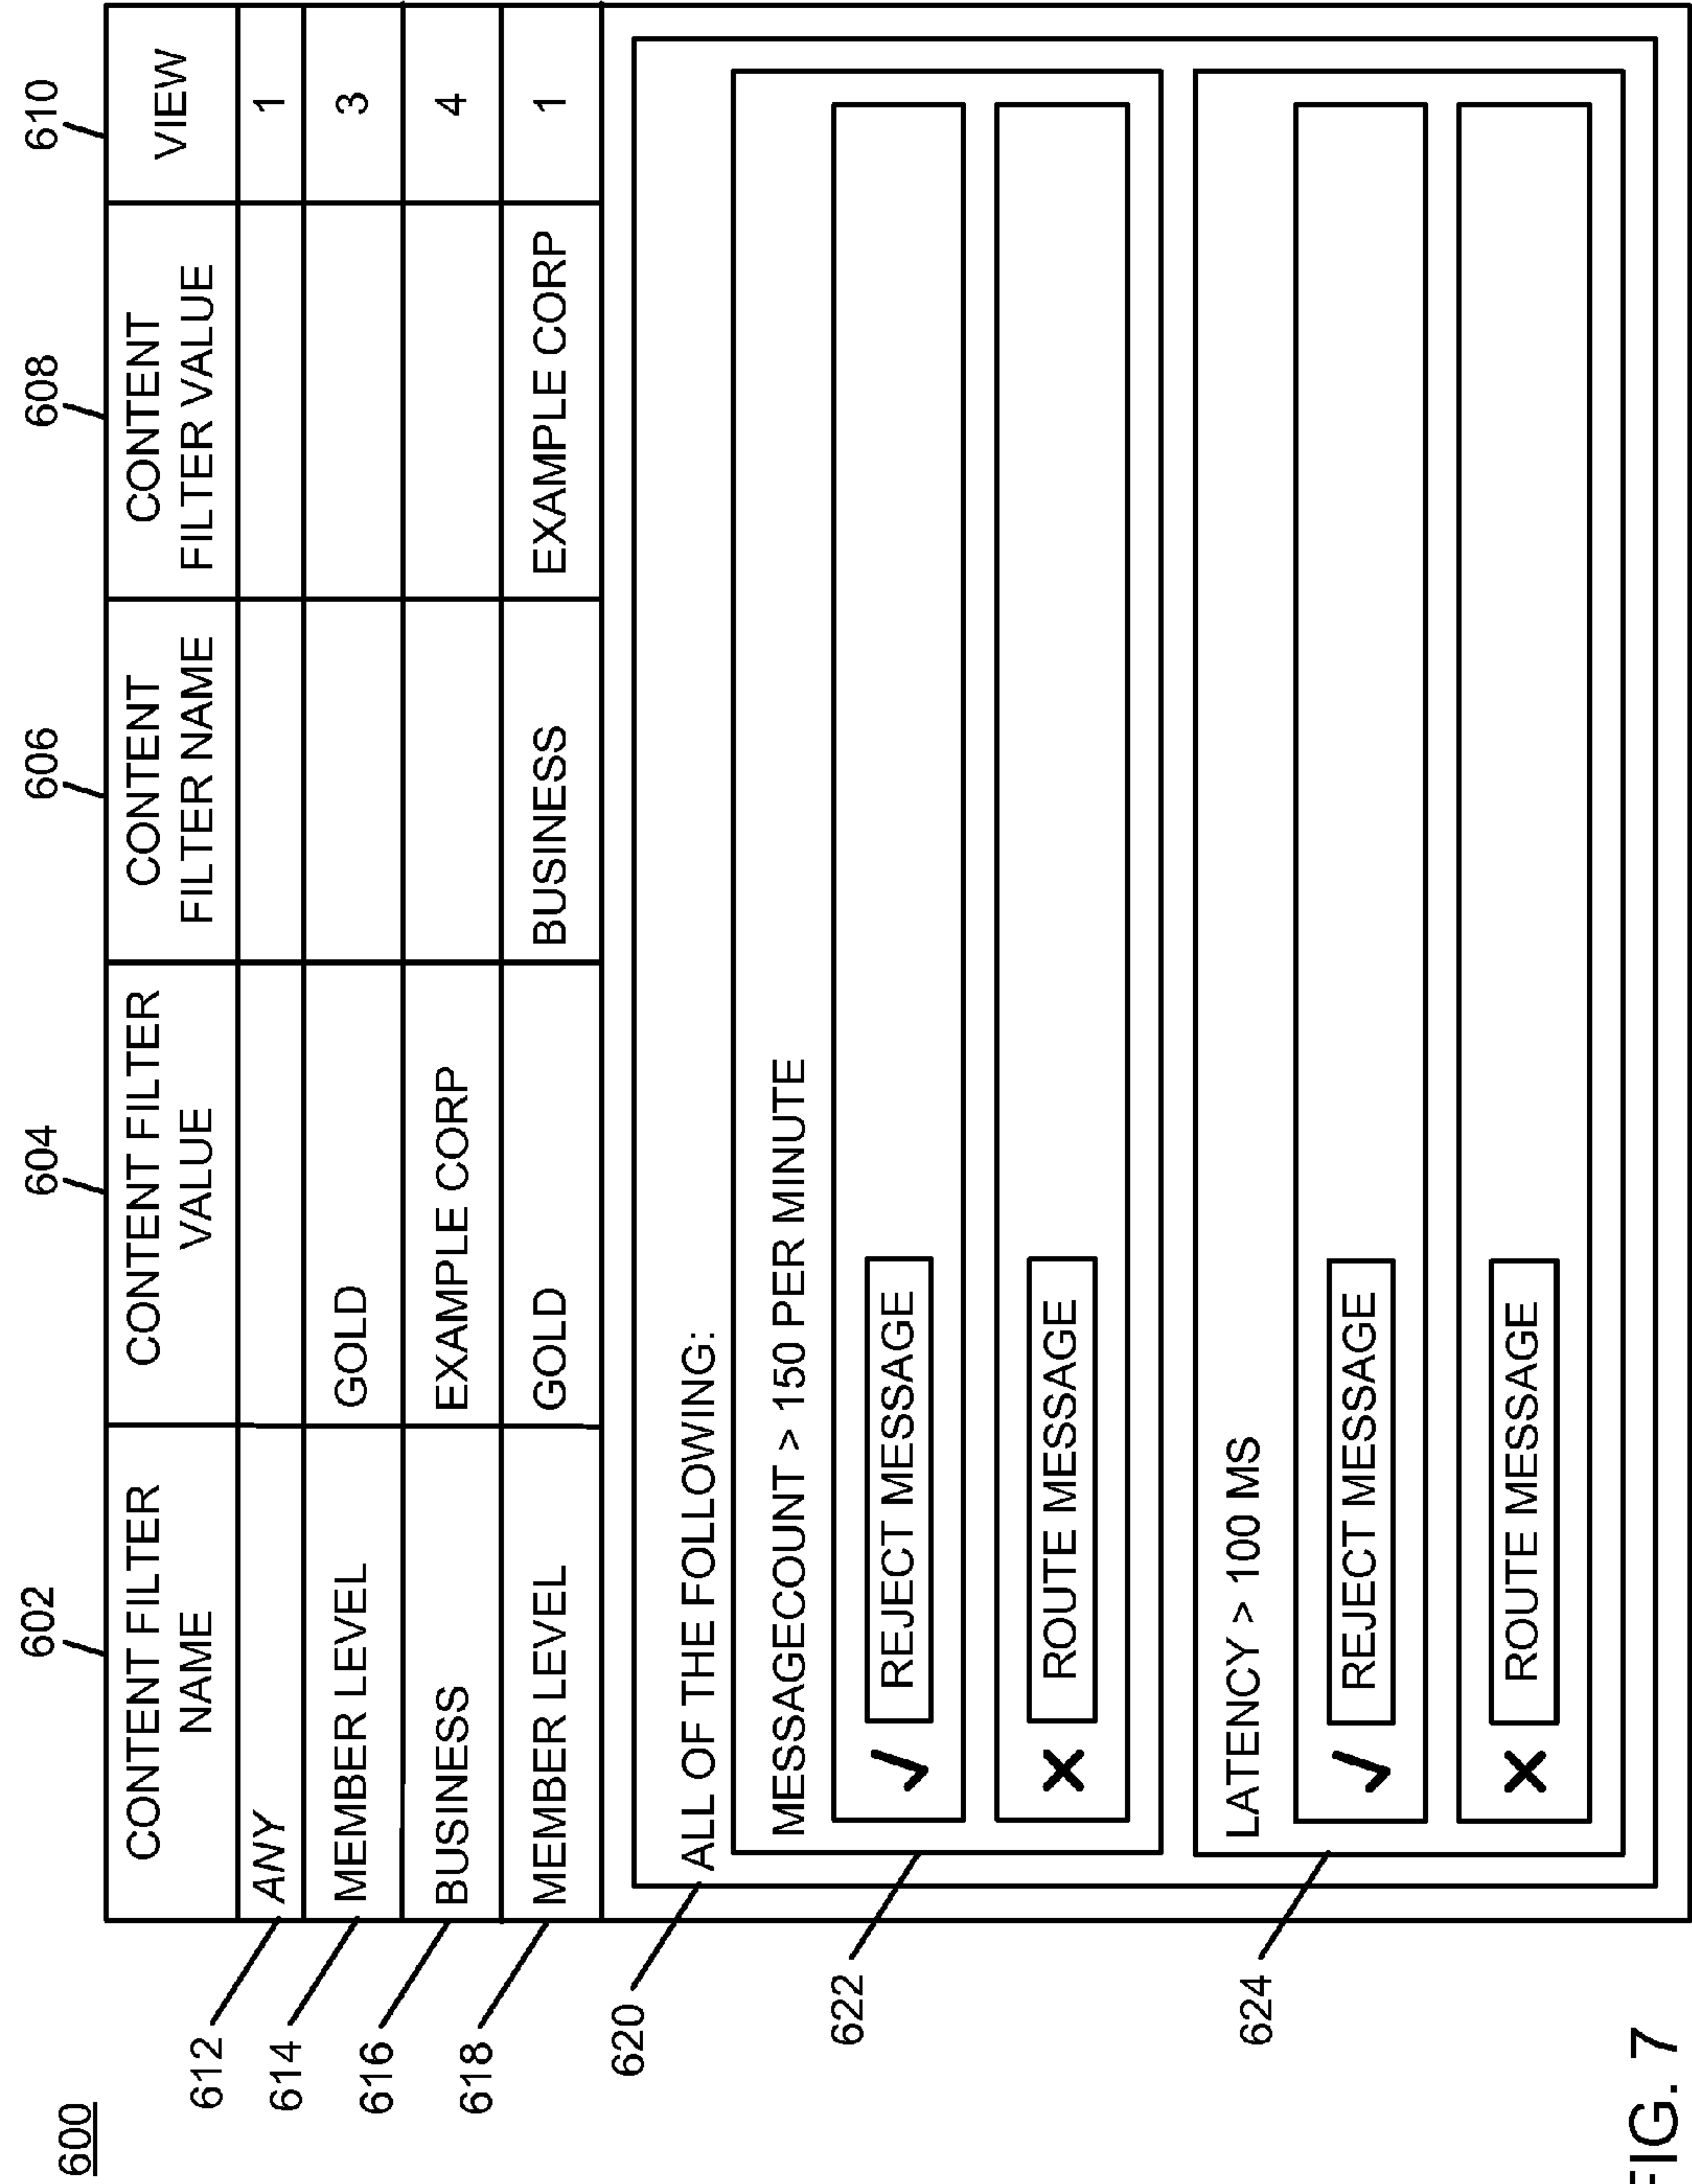 600
602
604
606
608
610
CONTENT FILTER
NAME
CONTENT FILTER
VALUE
CONTENT
FILTER NAME
CONTENT
FILTER VALUE
VIEW
612
ANY
1
614
MEMBER LEVEL
GOLD
3
616
BUSINESS
EXAMPLE CORP
4
618
MEMBER LEVEL
GOLD
BUSINESS
EXAMPLE CORP
1
620
ALL OF THE FOLLOWING:
622
MESSAGECOUNT > 150 PER MINUTE
✓ REJECT MESSAGE
✕ ROUTE MESSAGE
624
LATENCY > 100 MS
✓ REJECT MESSAGE
✕ ROUTE MESSAGE
FIG. 7